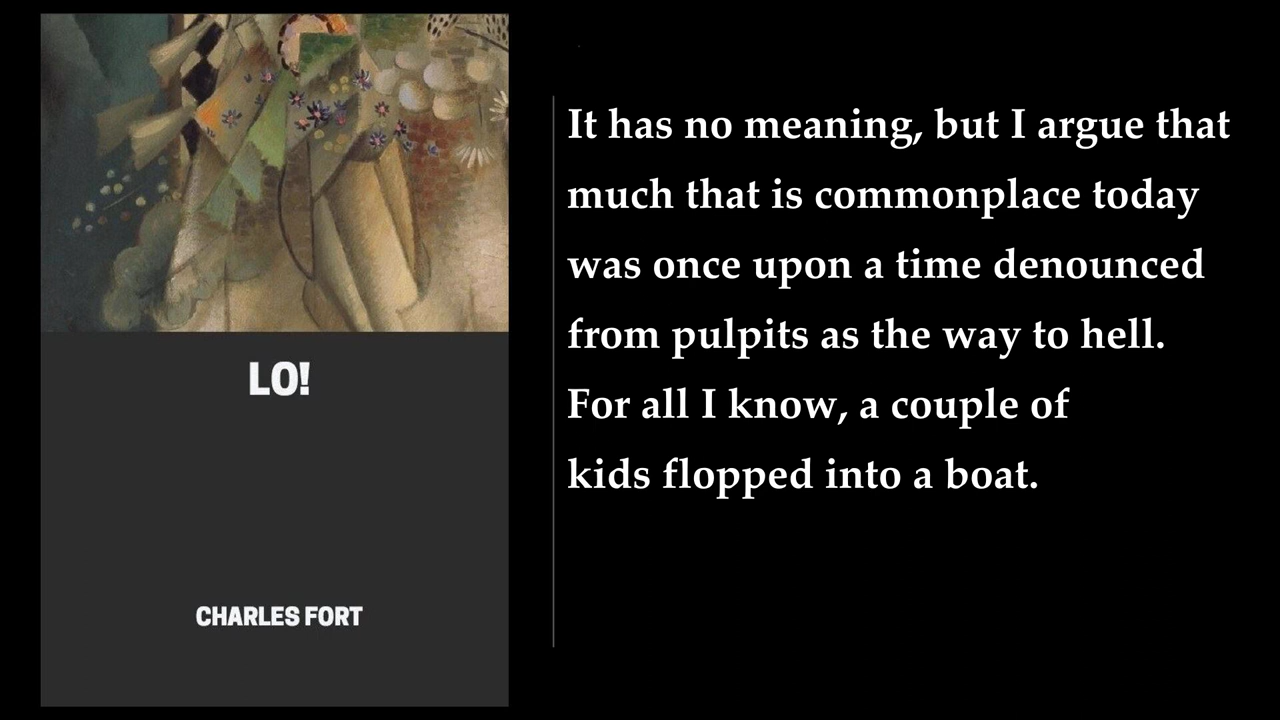 LO!
CHARLES FORT
It has no meaning, but I argue that
much that is commonplace today
was once upon a time denounced
from pulpits as the way to hell.
For all I know, a couple of
kids flopped into a boat.